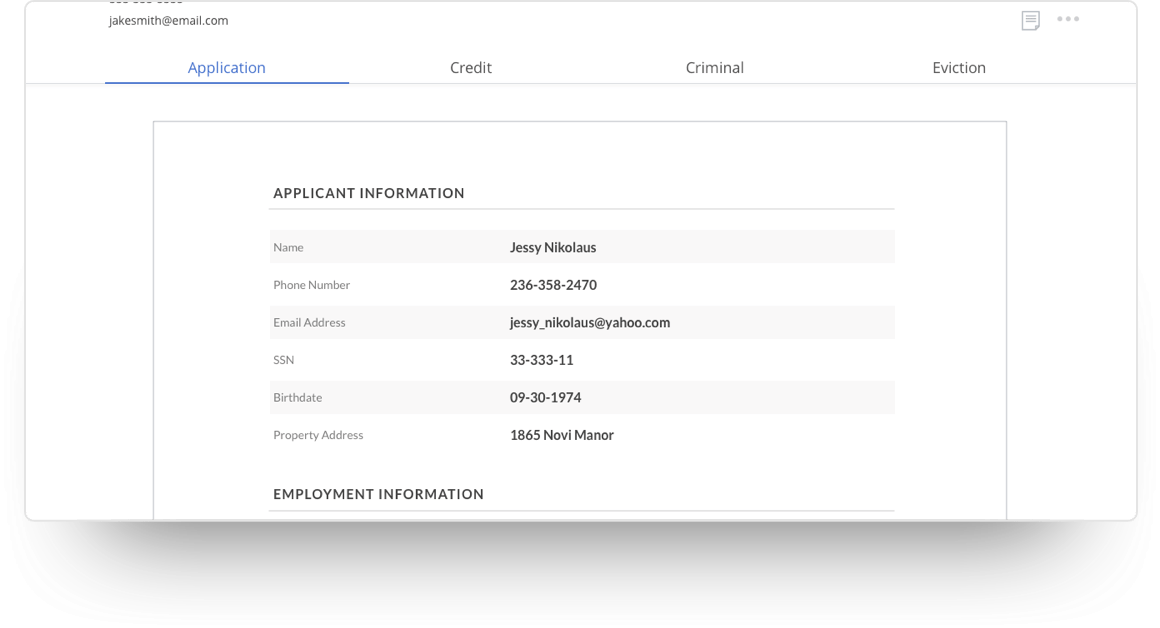 jakesmith@email.com
Application Credit Criminal Eviction
APPLICANT INFORMATION
Name Jessy Nikolaus
Phone Number 236-358-2470
Email Address jessy_nikolaus@yahoo.com
SSN 33-333-11
Birthdate 09-30-1974
Property Address 1865 Novi Manor
EMPLOYMENT INFORMATION